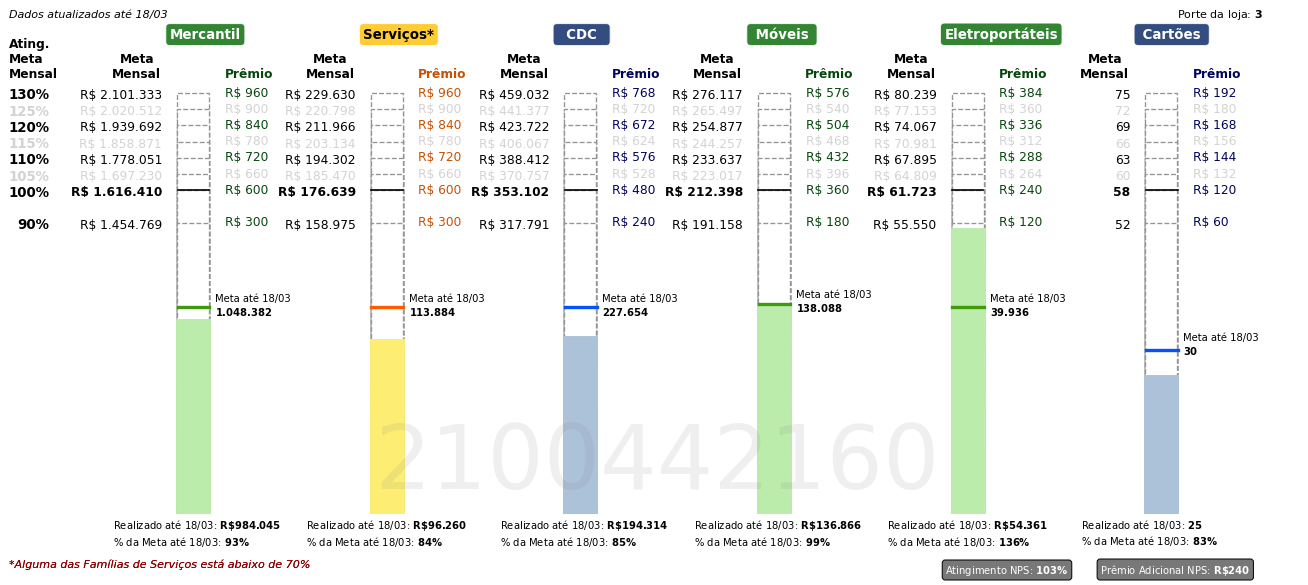 Dados atualizados até 18/03
Porte da loja: 3
Mercantil Serviços* CDC Móveis Eletroportáteis Cartões
Ating.
Meta Meta Meta Meta Meta Meta Meta
Mensal Mensal Prêmio Mensal Prêmio Mensal Prêmio Mensal Prêmio Mensal Prêmio Mensal Prêmio
130% R$ 2.101.333 R$ 960 R$ 229.630 R$ 960 R$ 459.032 R$ 768 R$ 276.117 R$ 576 R$ 80.239 R$ 384 75 R$ 192
125% R$ 2.020.512 R$ 900 R$ 220.798 R$ 900 R$ 441.377 R$ 720 R$ 265.497 R$ 540 R$ 77.153 R$ 360 72 R$ 180
120% R$ 1.939.692 R$ 840 R$ 211.966 R$ 840 R$ 423.722 R$ 672 R$ 254.877 R$ 504 R$ 74.067 R$ 336 69 R$ 168
115% R$ 1.858.871 R$ 780 R$ 203.134 R$ 780 R$ 406.067 R$ 624 R$ 244.257 R$ 468 R$ 70.981 R$ 312 66 R$ 156
110% R$ 1.778.051 R$ 720 R$ 194.302 R$ 720 R$ 388.412 R$ 576 R$ 233.637 R$ 432 R$ 67.895 R$ 288 63 R$ 144
105% R$ 1.697.230 R$ 660 R$ 185.470 R$ 660 R$ 370.757 R$ 528 R$ 223.017 R$ 396 R$ 64.809 R$ 264 60 R$ 132
100% R$ 1.616.410 R$ 600 R$ 176.639 R$ 600 R$ 353.102 R$ 480 R$ 212.398 R$ 360 R$ 61.723 R$ 240 58 R$ 120
90% R$ 1.454.769 R$ 300 R$ 158.975 R$ 300 R$ 317.791 R$ 240 R$ 191.158 R$ 180 R$ 55.550 R$ 120 52 R$ 60
Meta até 18/03 Meta até 18/03 Meta até 18/03 Meta até 18/03 Meta até 18/03
1.048.382 113.884 227.654 138.088 39.936
Meta até 18/03
30
2100442160
Realizado até 18/03: R$984.045 Realizado até 18/03: R$96.260 Realizado até 18/03: R$194.314 Realizado até 18/03: R$136.866 Realizado até 18/03: R$54.361 Realizado até 18/03: 25
% da Meta até 18/03: 93% % da Meta até 18/03: 84% % da Meta até 18/03: 85% % da Meta até 18/03: 99% % da Meta até 18/03: 136% % da Meta até 18/03: 83%
*Alguma das Famílias de Serviços está abaixo de 70%
Atingimento NPS: 103% Prêmio Adicional NPS: R$240